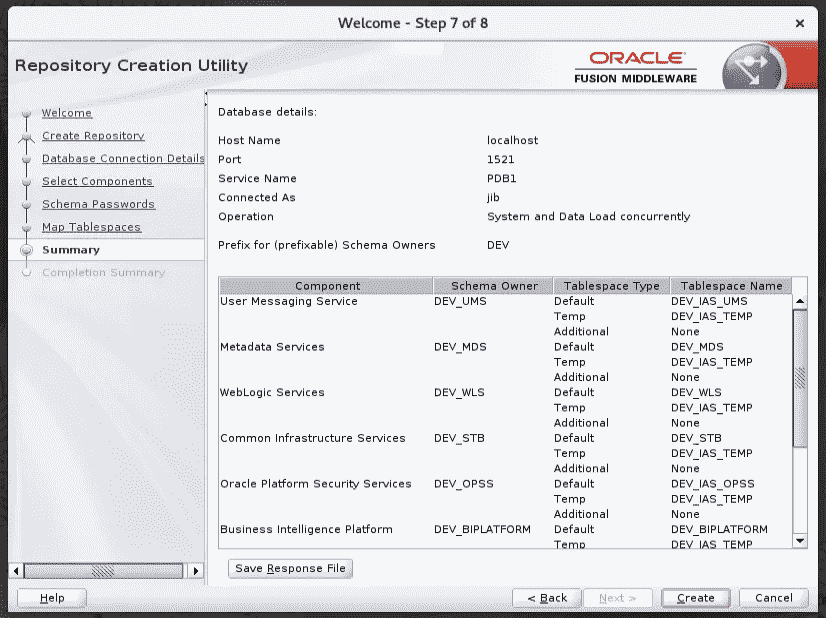 Welcome - Step 7 of 8
Repository Creation Utility
ORACLE
FUSION MIDDLEWARE
Welcome
Create Repository
Database Connection Details
Select Components
Schema Passwords
Map Tablespaces
Summary
Completion Summary
Database details:
Host Name localhost
Port 1521
Service Name PDB1
Connected As jib
Operation System and Data Load concurrently
Prefix for (prefixable) Schema Owners DEV
Component Schema Owner Tablespace Type Tablespace Name
User Messaging Service DEV_UMS Default DEV_IAS_UMS
Temp DEV_IAS_TEMP
Additional None
Metadata Services DEV_MDS Default DEV_MDS
Temp DEV_IAS_TEMP
Additional None
WebLogic Services DEV_WLS Default DEV_WLS
Temp DEV_IAS_TEMP
Additional None
Common Infrastructure Services DEV_STB Default DEV_STB
Temp DEV_IAS_TEMP
Additional None
Oracle Platform Security Services DEV_OPSS Default DEV_IAS_OPSS
Temp DEV_IAS_TEMP
Additional None
Business Intelligence Platform DEV_BIPLATFORM Default DEV_BIPLATFORM
Temp DEV_IAS_TEMP
Save Response File
Help
< Back
Next >
Create
Cancel